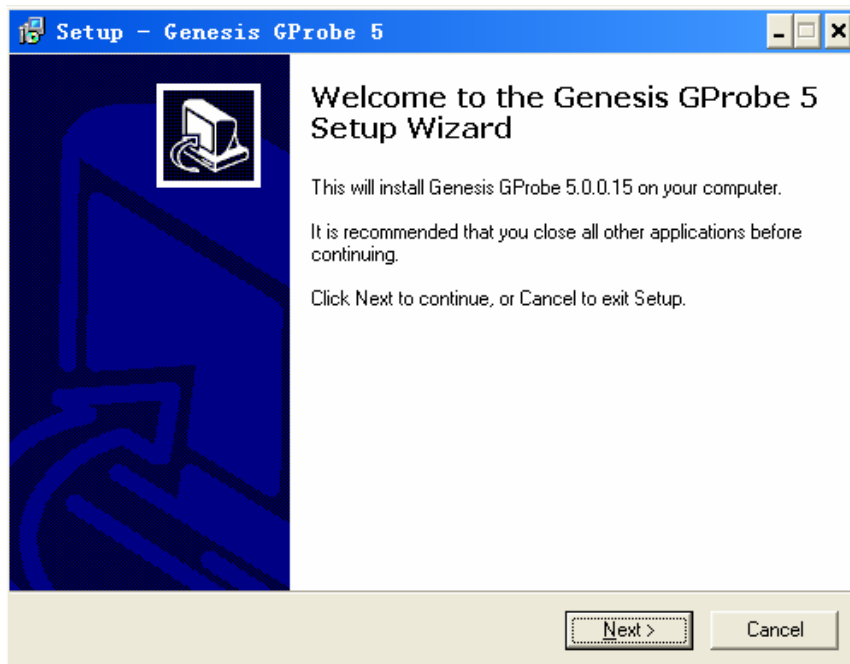 Setup - Genesis GProbe 5
Welcome to the Genesis GProbe 5
Setup Wizard
This will install Genesis GProbe 5.0.0.15 on your computer.
It is recommended that you close all other applications before
continuing.
Click Next to continue, or Cancel to exit Setup.
Next >
Cancel